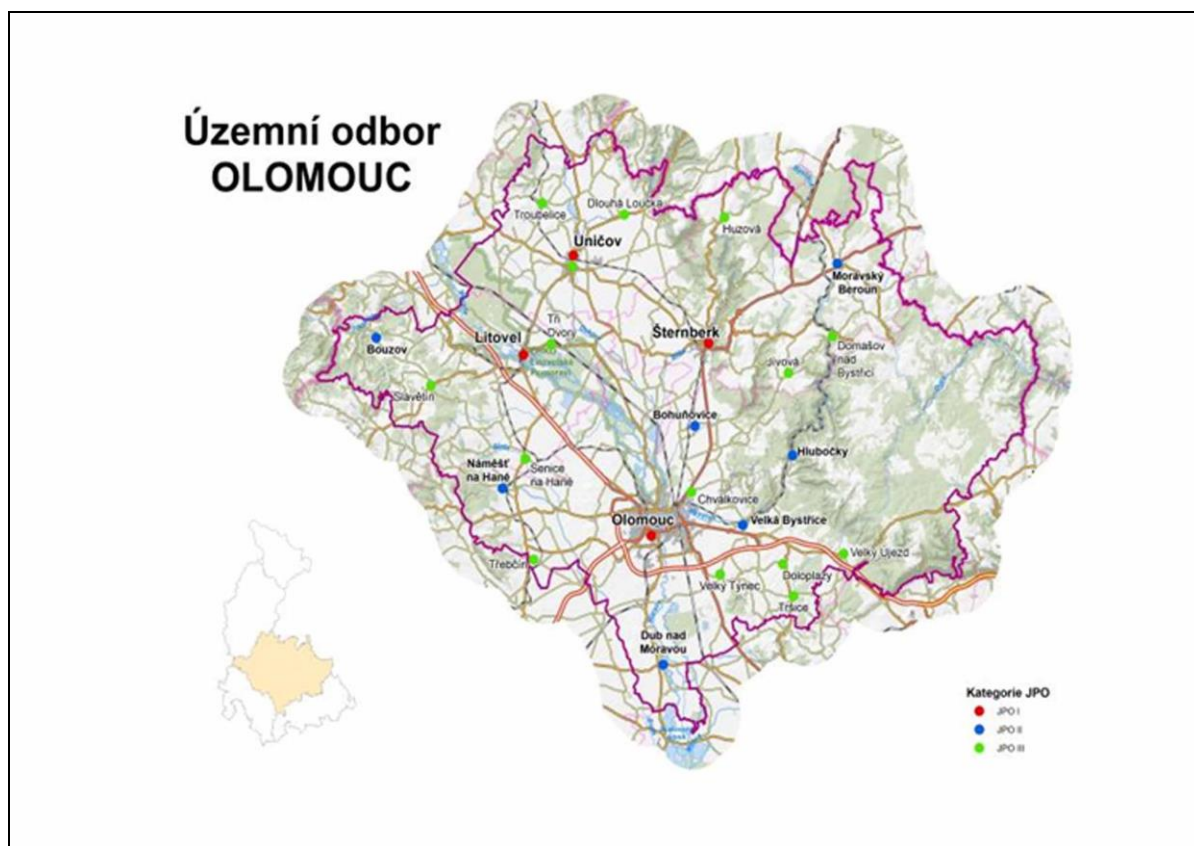 Územní odbor
OLOMOUC
Troubelice
Dlouhá Loučka
Huzová
Uničov
Moravský
Beroun
Bouzov
Litovel
Tři
Dvory
Šternberk
Domašov
nad
Bystřicí
Jívová
Slavětín
Bohuňovice
Hlubočky
Náměšť
na Hané
Senice
na Hané
Chválkovice
Olomouc
Velká Bystřice
Třebčín
Velký Újezd
Velký Týnec
Doloplazy
Tršice
Dub nad
Moravou
Kategorie JPO
JPO I
JPO II
JPO III